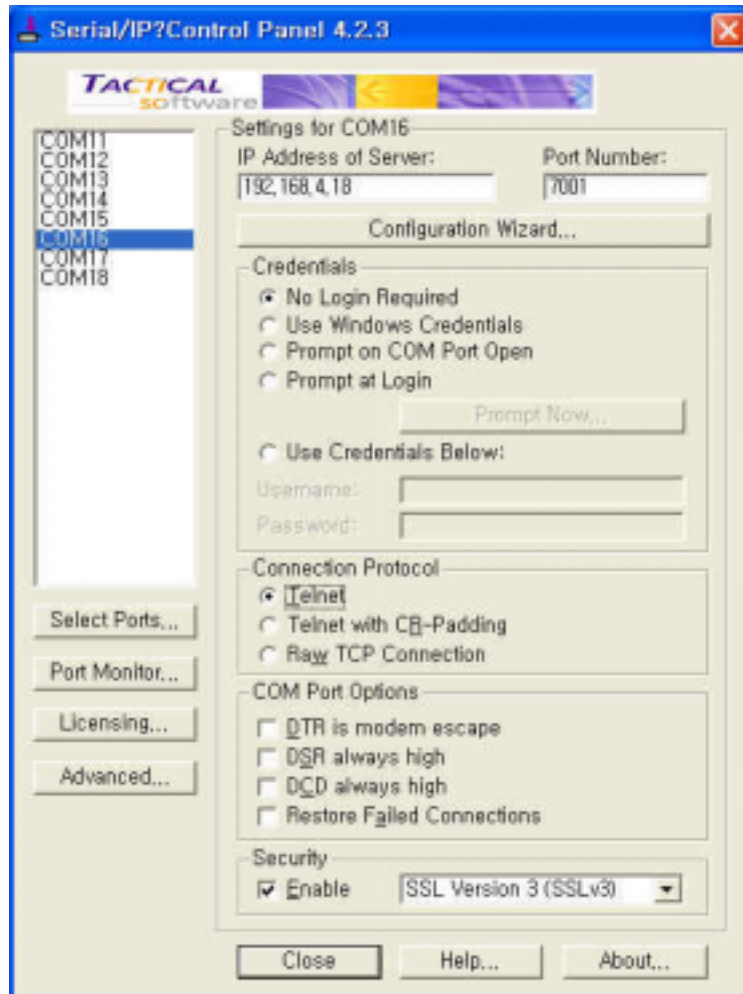 Serial/IP?Control Panel 4.2.3
TACTICAL
software
COM11
COM12
COM13
COM14
COM15
COM16
COM17
COM18
Select Ports...
Port Monitor...
Licensing...
Advanced...
Settings for COM16
IP Address of Server: Port Number:
192,168,4,18 7001
Configuration Wizard...
Credentials
No Login Required
Use Windows Credentials
Prompt on COM Port Open
Prompt at Login
Prompt Now...
Use Credentials Below:
Username:
Password:
Connection Protocol
Telnet
Telnet with CR-Padding
Raw TCP Connection
COM Port Options
DTR is modem escape
DSR always high
DCD always high
Restore Failed Connections
Security
Enable SSL Version 3 (SSLv3)
Close Help... About...